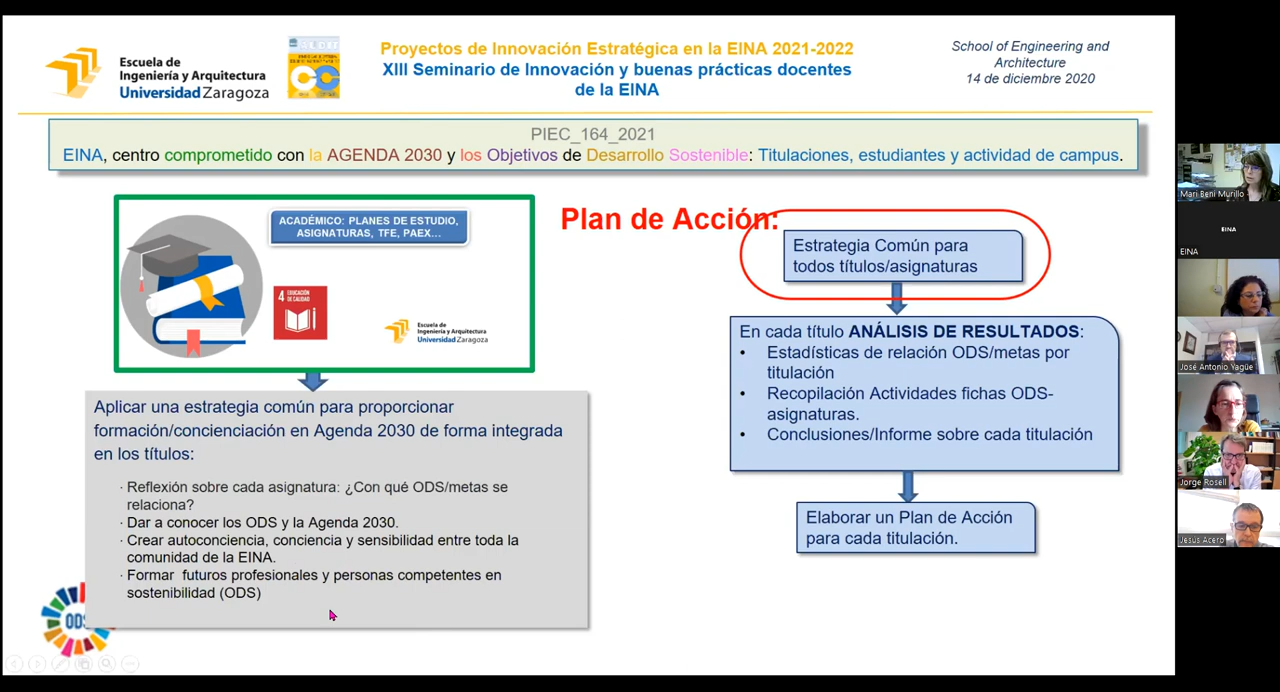 Escuela de
Ingeniería y Arquitectura
Universidad Zaragoza
Proyectos de Innovación Estratégica en la EINA 2021-2022
XIII Seminario de Innovación y buenas prácticas docentes
de la EINA
School of Engineering and
Architecture
14 de diciembre 2020
PIEC_164_2021
EINA, centro comprometido con la AGENDA 2030 y los Objetivos de Desarrollo Sostenible: Titulaciones, estudiantes y actividad de campus.
ACADÉMICO: PLANES DE ESTUDIO,
ASIGNATURAS, TFE, PAEX...
4 EDUCACIÓN
DE CALIDAD
Escuela de
Ingeniería y Arquitectura
Universidad Zaragoza
Aplicar una estrategia común para proporcionar
formación/concienciación en Agenda 2030 de forma integrada
en los títulos:
· Reflexión sobre cada asignatura: ¿Con qué ODS/metas se
relaciona?
· Dar a conocer los ODS y la Agenda 2030.
· Crear autoconciencia, conciencia y sensibilidad entre toda la
comunidad de la EINA.
· Formar futuros profesionales y personas competentes en
sostenibilidad (ODS)
ODS
Plan de Acción:
Estrategia Común para
todos títulos/asignaturas
En cada título ANÁLISIS DE RESULTADOS:
• Estadísticas de relación ODS/metas por
titulación
• Recopilación Actividades fichas ODS-
asignaturas.
• Conclusiones/Informe sobre cada titulación
Elaborar un Plan de Acción
para cada titulación.
Mari Beni Murillo
EINA
EINA
José Antonio Yagüe
Jorge Rosell
Jesús Acero